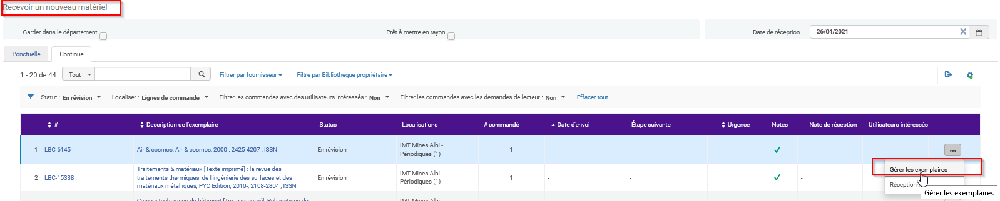 Recevoir un nouveau matériel
Garder dans le département
Prêt à mettre en rayon
Date de réception
26/04/2021
Ponctuelle
Continue
1 - 20 de 44
Tout
Filtrer par fournisseur
Filtre par Bibliothèque propriétaire
Statut : En révision
Localiser : Lignes de commande
Filtrer les commandes avec des utilisateurs intéressés : Non
Filtrer les commandes avec les demandes de lecteur : Non
Effacer tout
# Description de l'exemplaire Status Localisations # commandé Date d'envoi Étape suivante Urgence Notes Note de réception Utilisateurs intéressés
1 LBC-6145 Air & cosmos, Air & cosmos, 2000-, 2425-4207 , ISSN En révision
IMT Mines Albi -
Périodiques (1)
1 - - - ...
Gérer les exemplaires
2 LBC-15338
Traitements & matériaux [Texte imprimé] : la revue des
traitements thermiques, de l'ingénierie des surfaces et des
matériaux métalliques, PYC Edition, 2010-, 2108-2804 , ISSN
En révision
IMT Mines Albi -
Périodiques (1)
1 - - -
Gérer les exemplaires
Cahiers techniques du bâtiment [Texte imprimé], Publications du
IMT Mines Albi -